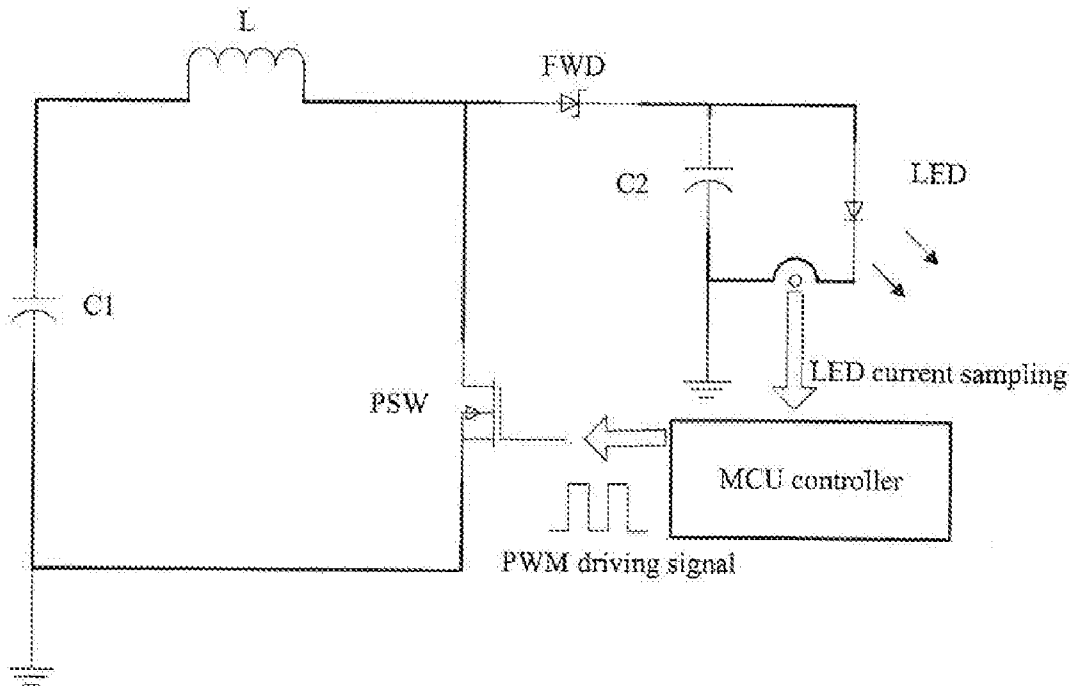 L
FWD
C2
LED
C1
LED current sampling
PSW
MCU controller
PWM driving signal